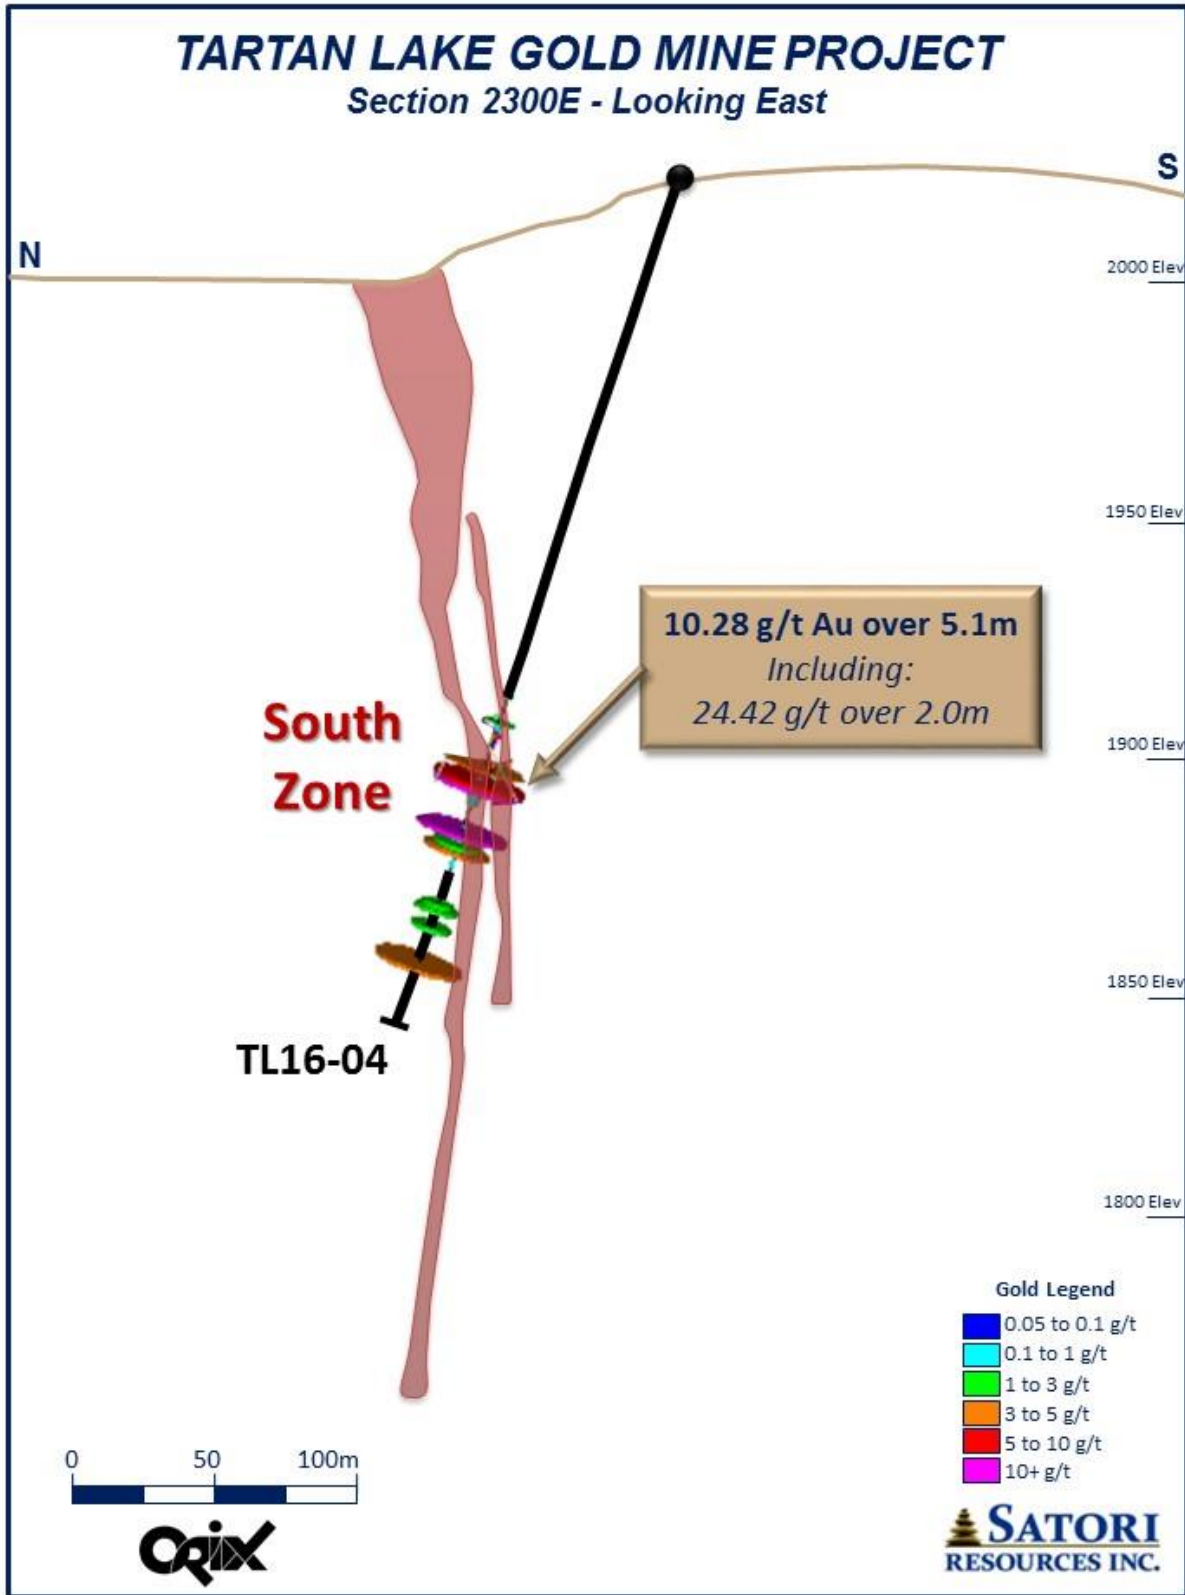 TARTAN LAKE GOLD MINE PROJECT
Section 2300E - Looking East
S
N
2000 Elev
1950 Elev
10.28 g/t Au over 5.1m
Including:
24.42 g/t over 2.0m
South
Zone
1900 Elev
1850 Elev
TL16-04
1800 Elev
Gold Legend
0.05 to 0.1 g/t
0.1 to 1 g/t
1 to 3 g/t
3 to 5 g/t
5 to 10 g/t
10+ g/t
0 50 100m
Orix
SATORI
RESOURCES INC.